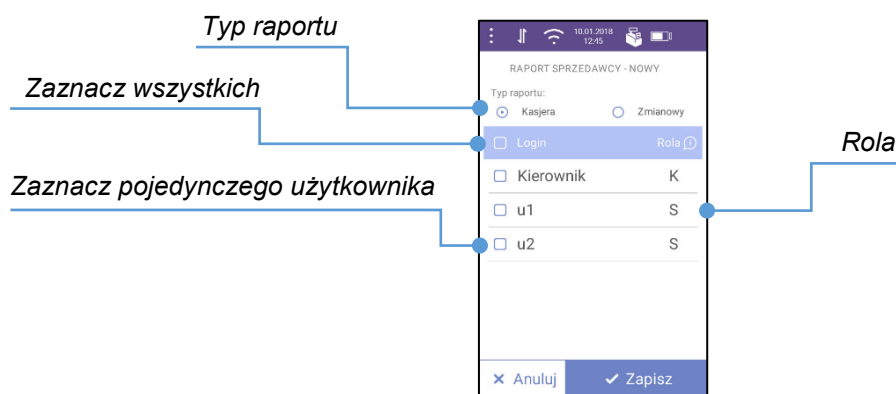 Typ raportu
Zaznacz wszystkich
Zaznacz pojedynczego użytkownika
Rola
10.01.2018
12:45
RAPORT SPRZEDAWCY - NOWY
Typ raportu:
Kasjera Zmianowy
Login Rola
Kierownik K
u1 S
u2 S
Anuluj Zapisz